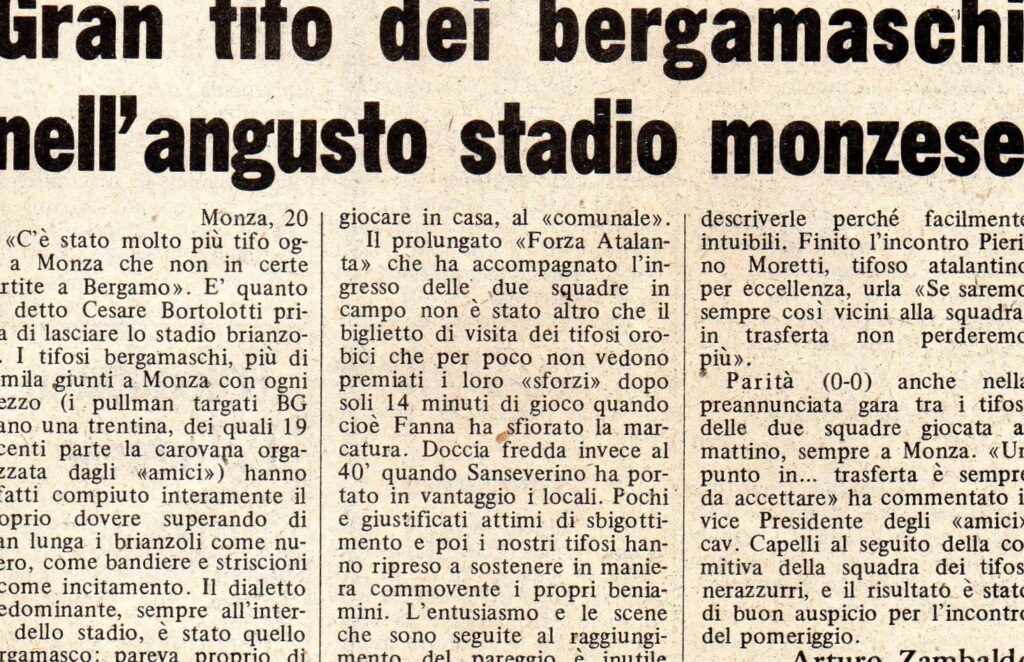 Gran tifo dei bergamaschi
nell'angusto stadio monzese
Monza, 20
«C'è stato molto più tifo og-
a Monza che non in certe
rtite a Bergamo». E' quanto
detto Cesare Bortolotti pri-
a di lasciare lo stadio brianzo-
. I tifosi bergamaschi, più di
mila giunti a Monza con ogni
ezzo (i pullman targati BG
ano una trentina, dei quali 19
centi parte la carovana orga-
zzata dagli «amici») hanno
fatti compiuto interamente il
oprio dovere superando di
an lunga i brianzoli come nu-
ero, come bandiere e striscioni
come incitamento. Il dialetto
edominante, sempre all'inter-
dello stadio, è stato quello
rgamasco: pareva proprio di
giocare in casa, al «comunale».
Il prolungato «Forza Atalan-
ta» che ha accompagnato l'in-
gresso delle due squadre in
campo non è stato altro che il
biglietto di visita dei tifosi oro-
bici che per poco non vedono
premiati i loro «sforzi» dopo
soli 14 minuti di gioco quando
cioè Fanna ha sfiorato la mar-
catura. Doccia fredda invece al
40' quando Sanseverino ha por-
tato in vantaggio i locali. Pochi
e giustificati attimi di sbigotti-
mento e poi i nostri tifosi han-
no ripreso a sostenere in manie-
ra commovente i propri benia-
mini. L'entusiasmo e le scene
che sono seguite al raggiungi-
mento del pareggio è inutile
descriverle perché facilmente
intuibili. Finito l'incontro Pieri
no Moretti, tifoso atalantino
per eccellenza, urla «Se saremo
sempre così vicini alla squadra
in trasferta non perderemo
più».
Parità (0-0) anche nella
preannunciata gara tra i tifosi
delle due squadre giocata al
mattino, sempre a Monza. «Un
punto in... trasferta è sempre
da accettare» ha commentato i
vice Presidente degli «amici»
cav. Capelli al seguito della co
mitiva della squadra dei tifosi
nerazzurri, e il risultato è stato
di buon auspicio per l'incontro
del pomeriggio.
Arturo Zambaldo